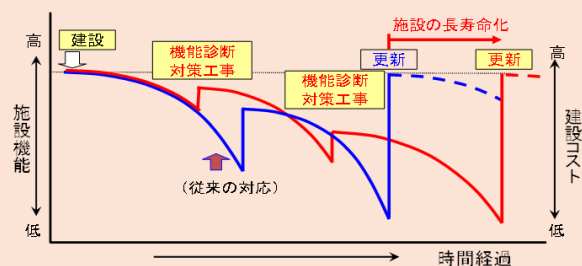 施設の長寿命化
高
建設
機能診断
対策工事
更新
更新
高
機能診断
対策工事
施設機能
建設コスト
(従来の対応)
低
低
時間経過